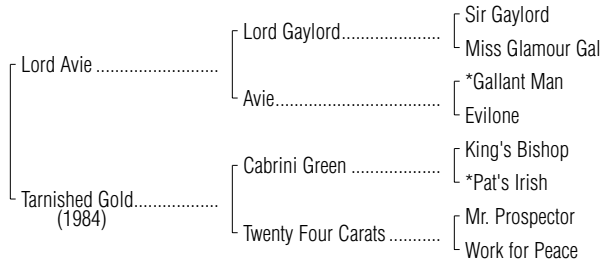 Sir Gaylord
Lord Gaylord.....................
Miss Glamour Gal
Lord Avie ..........................
*Gallant Man
Avie...................................
Evilone
King's Bishop
Cabrini Green ...................
*Pat's Irish
Tarnished Gold..................
(1984)
Mr. Prospector
Twenty Four Carats ...........
Work for Peace